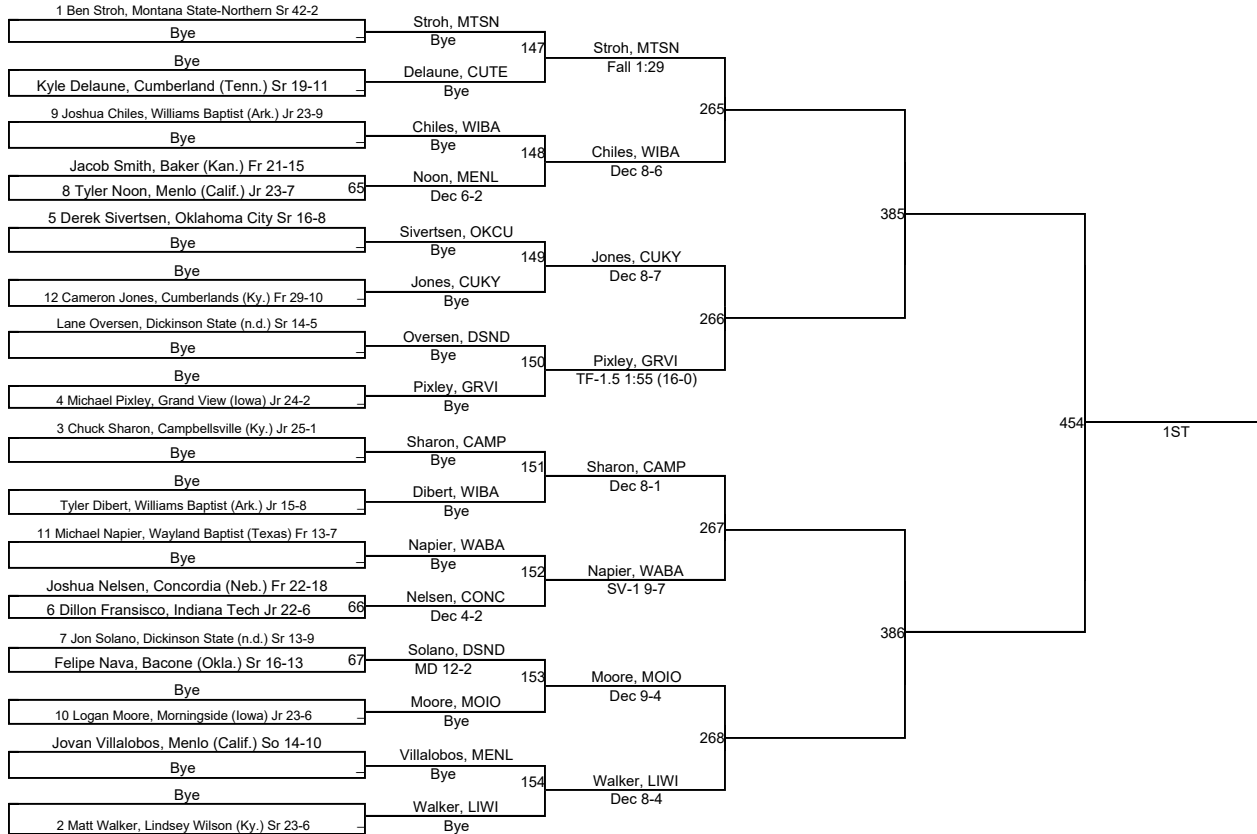 1 Ben Stroh, Montana State-Northern Sr 42-2
Bye _
Bye
Kyle Delaune, Cumberland (Tenn.) Sr 19-11 _
9 Joshua Chiles, Williams Baptist (Ark.) Jr 23-9
Bye _
Jacob Smith, Baker (Kan.) Fr 21-15
8 Tyler Noon, Menlo (Calif.) Jr 23-7 65
5 Derek Sivertsen, Oklahoma City Sr 16-8
Bye _
Bye
12 Cameron Jones, Cumberlands (Ky.) Fr 29-10 _
Lane Oversen, Dickinson State (n.d.) Sr 14-5
Bye _
Bye
4 Michael Pixley, Grand View (Iowa) Jr 24-2 _
3 Chuck Sharon, Campbellsville (Ky.) Jr 25-1
Bye _
Bye
Tyler Dibert, Williams Baptist (Ark.) Jr 15-8 _
11 Michael Napier, Wayland Baptist (Texas) Fr 13-7
Bye _
Joshua Nelsen, Concordia (Neb.) Fr 22-18
6 Dillon Fransisco, Indiana Tech Jr 22-6 66
7 Jon Solano, Dickinson State (n.d.) Sr 13-9
Felipe Nava, Bacone (Okla.) Sr 16-13 67
Bye
10 Logan Moore, Morningside (Iowa) Jr 23-6 _
Jovan Villalobos, Menlo (Calif.) So 14-10
Bye _
Bye
2 Matt Walker, Lindsey Wilson (Ky.) Sr 23-6 _
Stroh, MTSN
Bye
147
Delaune, CUTE
Bye
Chiles, WIBA
Bye
148
Noon, MENL
Dec 6-2
Sivertsen, OKCU
Bye
149
Jones, CUKY
Bye
Oversen, DSND
Bye
150
Pixley, GRVI
Bye
Sharon, CAMP
Bye
151
Dibert, WIBA
Bye
Napier, WABA
Bye
152
Nelsen, CONC
Dec 4-2
Solano, DSND
MD 12-2
153
Moore, MOIO
Bye
Villalobos, MENL
Bye
154
Walker, LIWI
Bye
Stroh, MTSN
Fall 1:29
265
Chiles, WIBA
Dec 8-6
Jones, CUKY
Dec 8-7
266
Pixley, GRVI
TF-1.5 1:55 (16-0)
Sharon, CAMP
Dec 8-1
267
Napier, WABA
SV-1 9-7
Moore, MOIO
Dec 9-4
268
Walker, LIWI
Dec 8-4
385
386
454
1ST